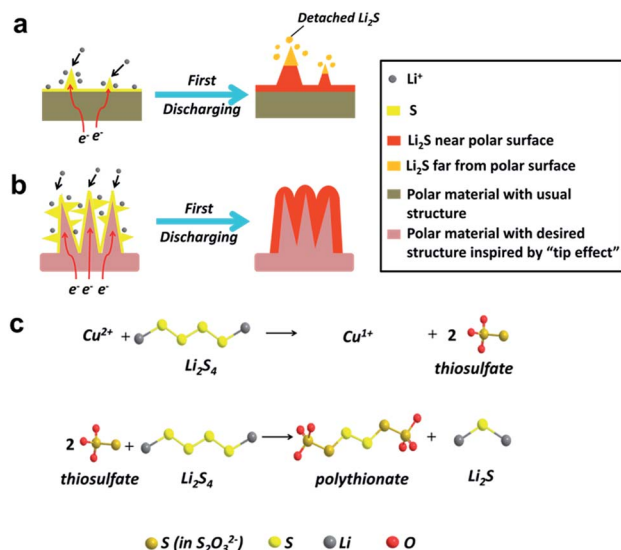 a
Detached Li₂S
First
Discharging
e⁻ e⁻
b
First
Discharging
e⁻ e⁻ e⁻
Li⁺
S
Li₂S near polar surface
Li₂S far from polar surface
Polar material with usual
structure
Polar material with desired
structure inspired by “tip effect”
c
Cu²⁺ + Li₂S₄ → Cu¹⁺ + 2 thiosulfate
2 thiosulfate + Li₂S₄ → polythionate + Li₂S
S (in S₂O₃²⁻) S Li O